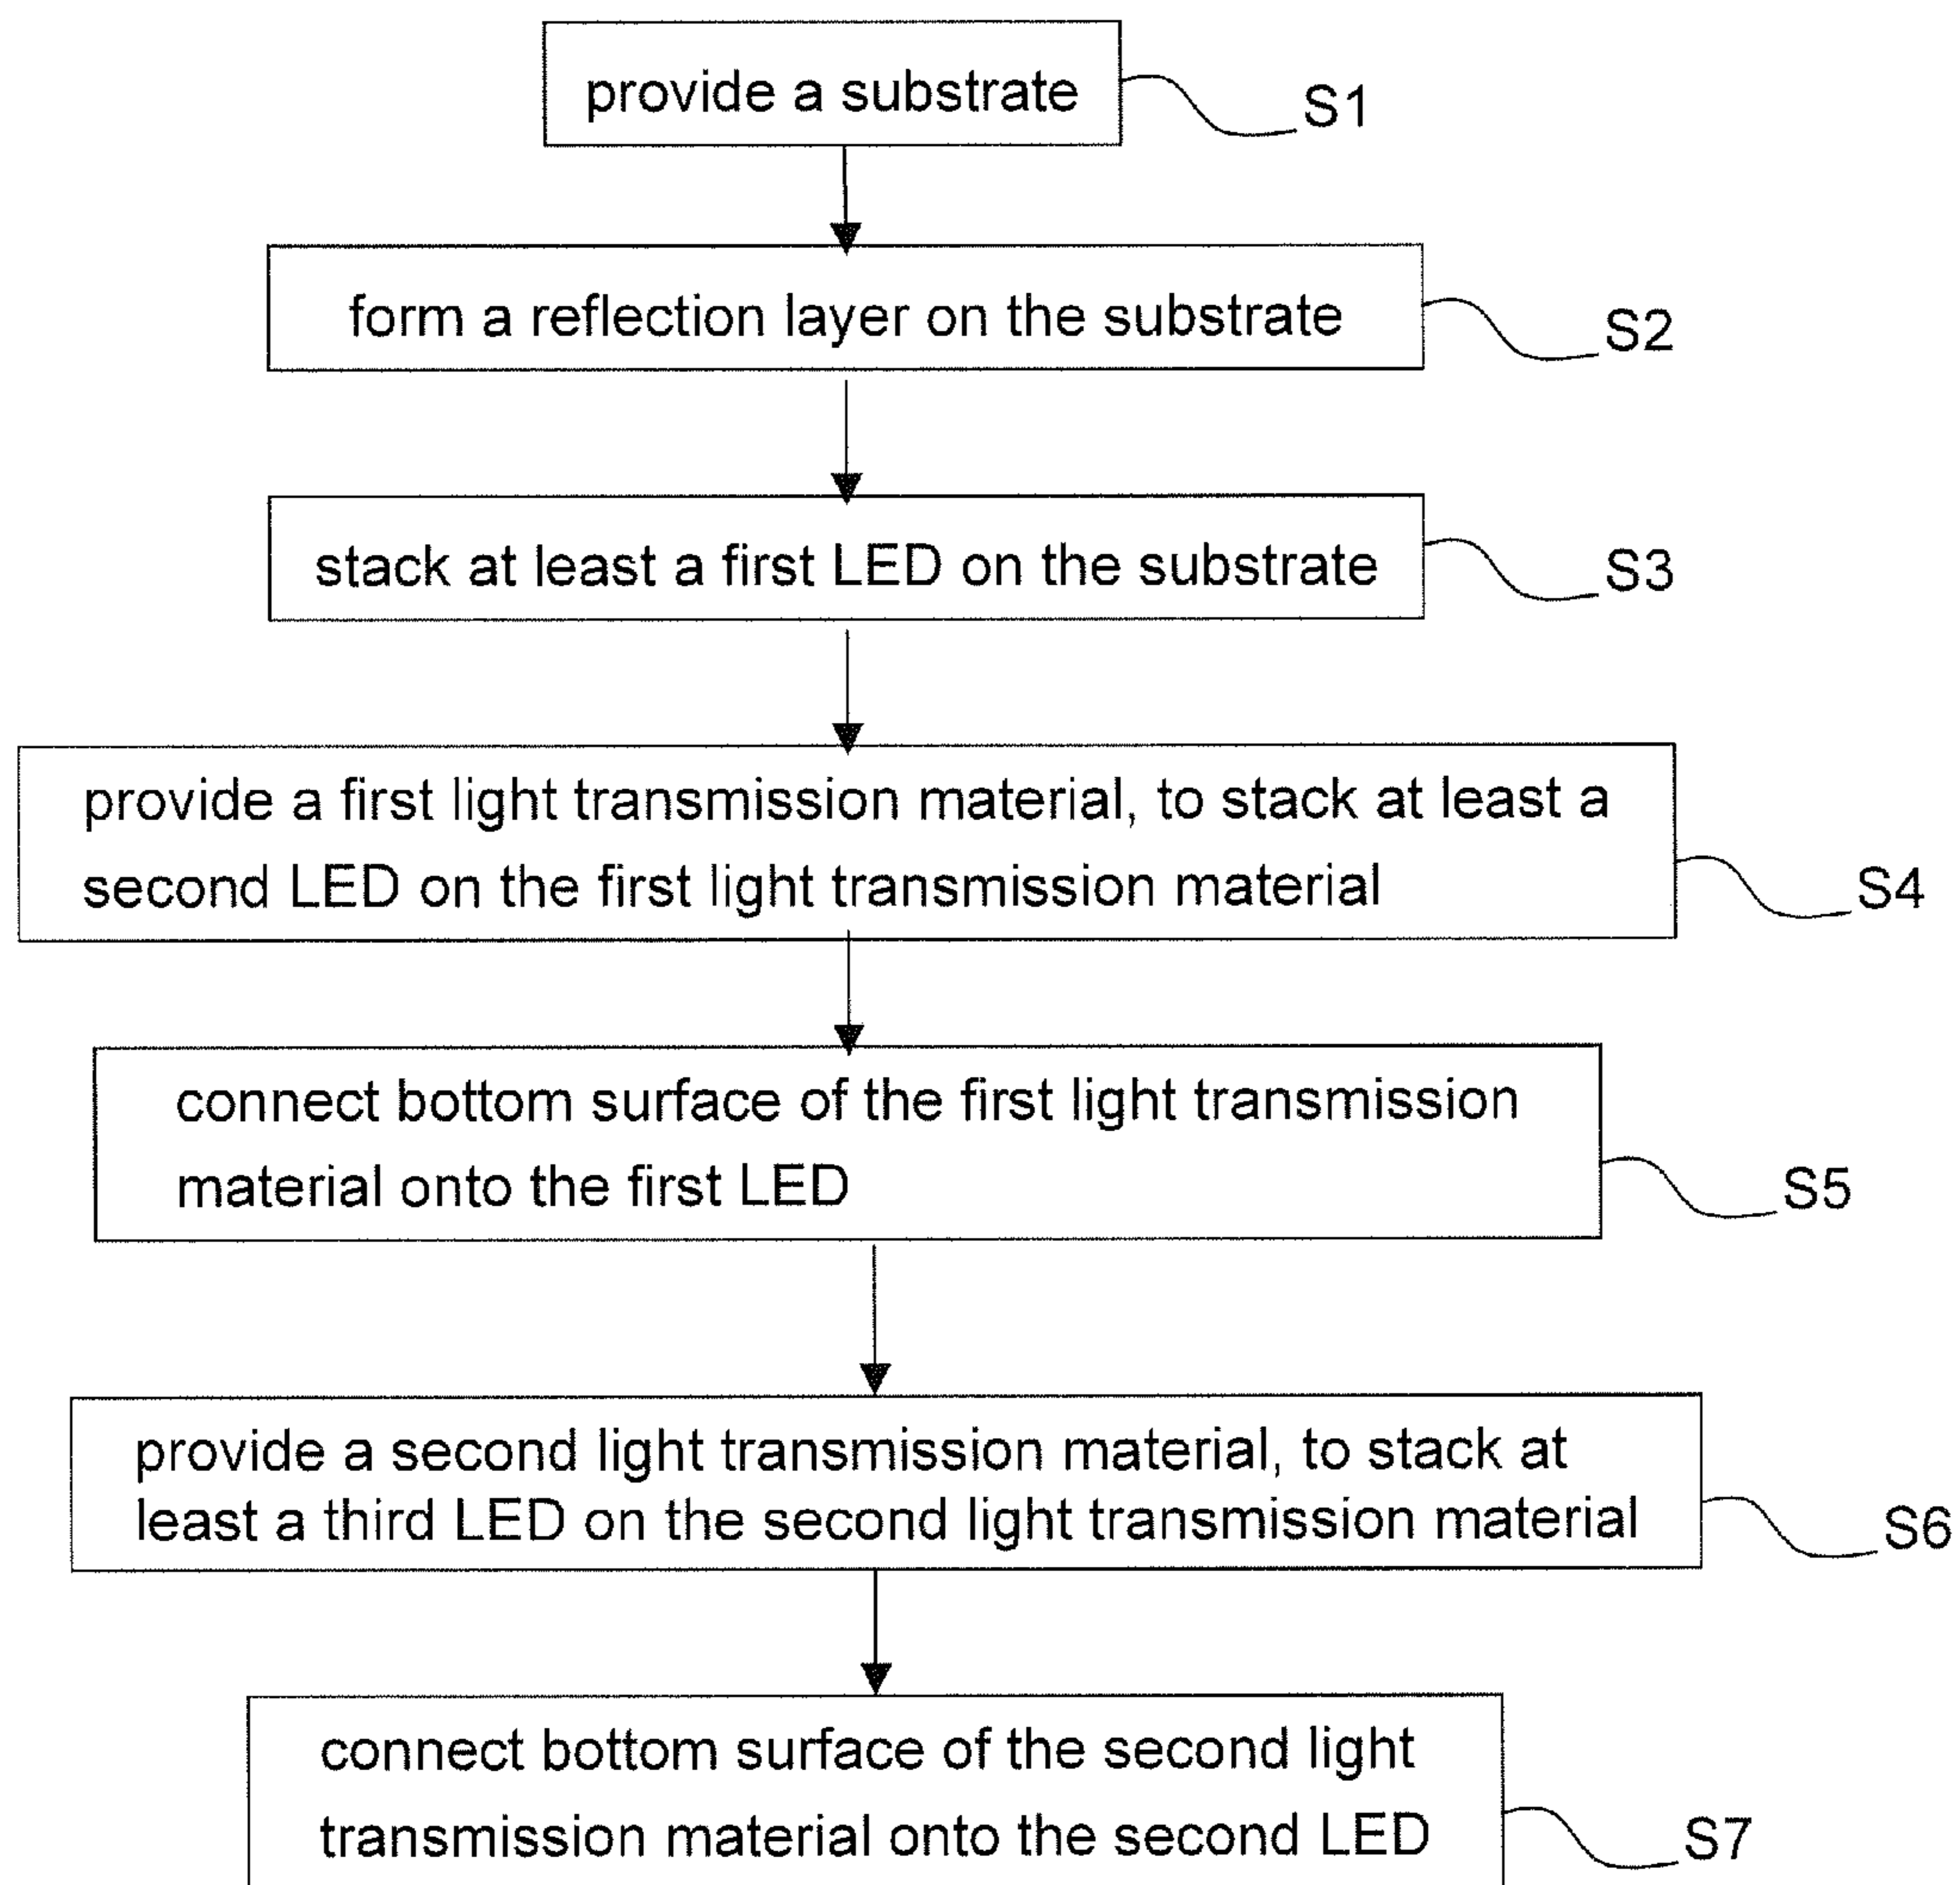 provide a substrate
S1
form a reflection layer on the substrate
S2
stack at least a first LED on the substrate
S3
provide a first light transmission material, to stack at least a
second LED on the first light transmission material
S4
connect bottom surface of the first light transmission
material onto the first LED
S5
provide a second light transmission material, to stack at
least a third LED on the second light transmission material
S6
connect bottom surface of the second light
transmission material onto the second LED
S7